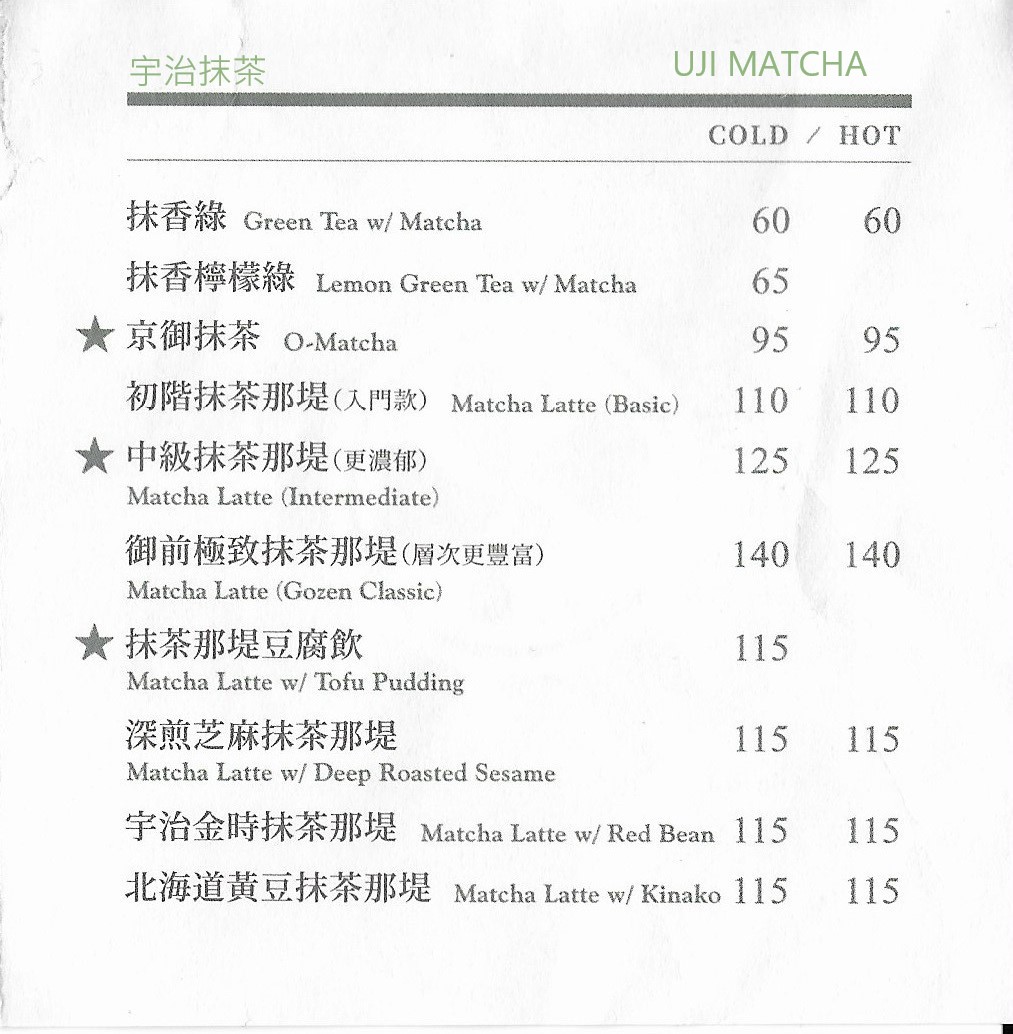 宇治抹茶 UJI MATCHA
COLD / HOT
抹香綠 Green Tea w/ Matcha 60 60
抹香檸檬綠 Lemon Green Tea w/ Matcha 65
★ 京御抹茶 O-Matcha 95 95
初階抹茶那堤(入門款) Matcha Latte (Basic) 110 110
★ 中級抹茶那堤(更濃郁) 125 125
Matcha Latte (Intermediate)
御前極致抹茶那堤(層次更豐富) 140 140
Matcha Latte (Gozen Classic)
★ 抹茶那堤豆腐飲 115
Matcha Latte w/ Tofu Pudding
深煎芝麻抹茶那堤 115 115
Matcha Latte w/ Deep Roasted Sesame
宇治金時抹茶那堤 Matcha Latte w/ Red Bean 115 115
北海道黃豆抹茶那堤 Matcha Latte w/ Kinako 115 115